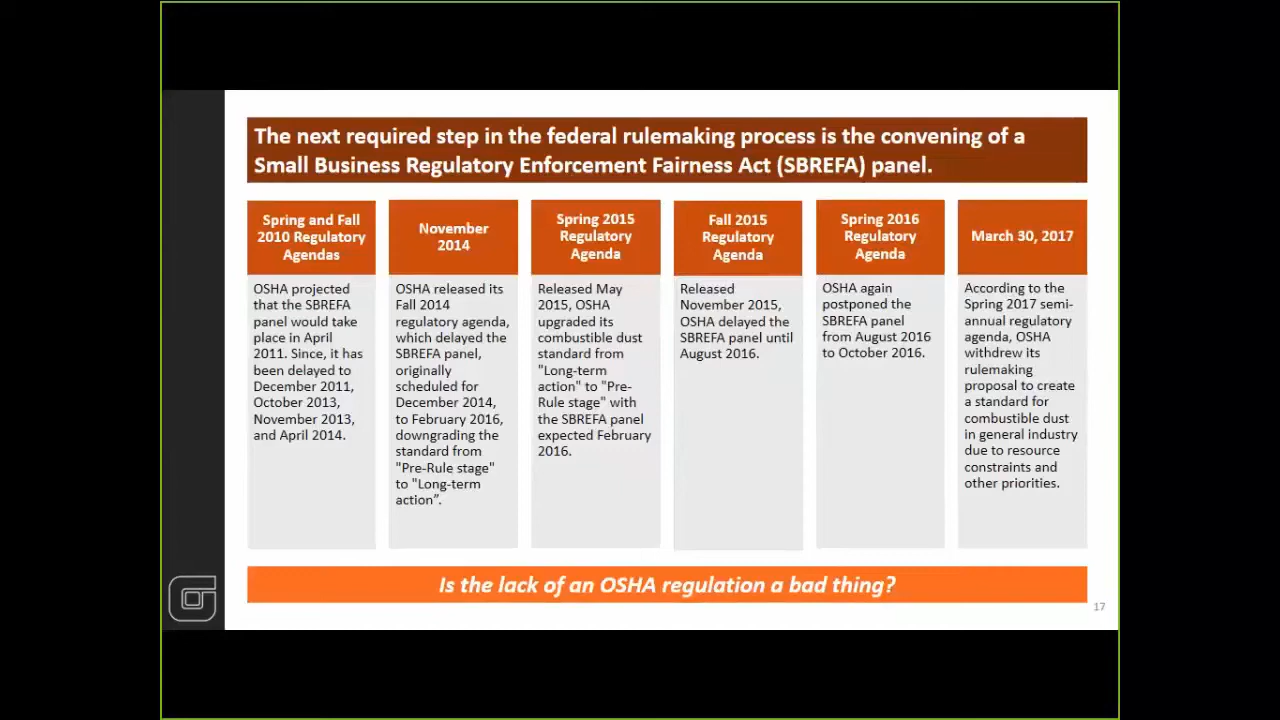 The next required step in the federal rulemaking process is the convening of a
Small Business Regulatory Enforcement Fairness Act (SBREFA) panel.
Spring and Fall
2010 Regulatory
Agendas
OSHA projected
that the SBREFA
panel would take
place in April
2011. Since, it has
been delayed to
December 2011,
October 2013,
November 2013,
and April 2014.
November
2014
OSHA released its
Fall 2014
regulatory agenda,
which delayed the
SBREFA panel,
originally
scheduled for
December 2014,
to February 2016,
downgrading the
standard from
"Pre-Rule stage"
to "Long-term
action”.
Spring 2015
Regulatory
Agenda
Released May
2015, OSHA
upgraded its
combustible dust
standard from
"Long-term
action" to "Pre-
Rule stage" with
the SBREFA panel
expected February
2016.
Fall 2015
Regulatory
Agenda
Released
November 2015,
OSHA delayed the
SBREFA panel until
August 2016.
Spring 2016
Regulatory
Agenda
OSHA again
postponed the
SBREFA panel
from August 2016
to October 2016.
March 30, 2017
According to the
Spring 2017 semi-
annual regulatory
agenda, OSHA
withdrew its
rulemaking
proposal to create
a standard for
combustible dust
in general industry
due to resource
constraints and
other priorities.
Is the lack of an OSHA regulation a bad thing?
17